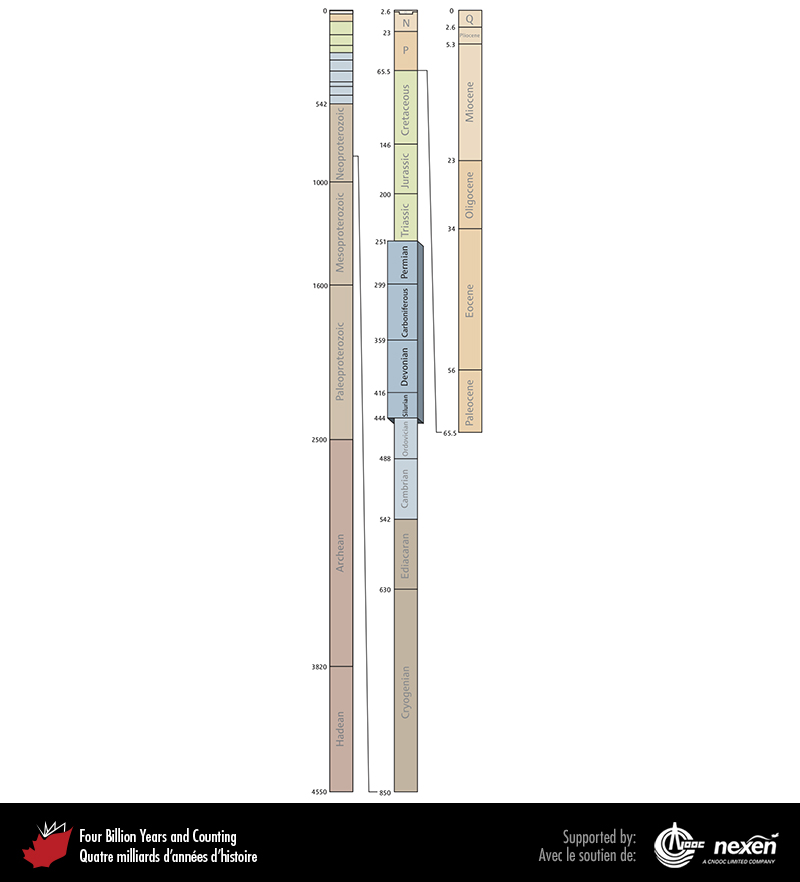 0
542
Neoproterozoic
1000
Mesoproterozoic
1600
Paleoproterozoic
2500
Archean
3820
Hadean
4550
2.6
N
23
P
65.5
Cretaceous
146
Jurassic
200
Triassic
251
Permian
299
Carboniferous
359
Devonian
416
Silurian
444
Ordovician
488
Cambrian
542
Ediacaran
630
Cryogenian
850
0
Q
2.6
Pliocene
5.3
Miocene
23
Oligocene
34
Eocene
56
Paleocene
65.5
Four Billion Years and Counting
Quatre milliards d'années d'histoire
Supported by:
Avec le soutien de:
CNOOC
nexen
A CNOOC LIMITED COMPANY